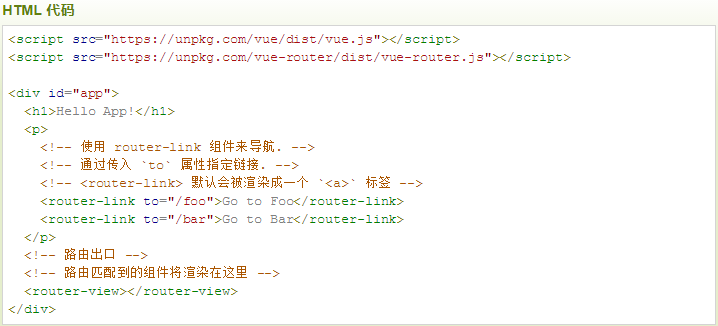 HTML 代码
<script src="https://unpkg.com/vue/dist/vue.js"></script>
<script src="https://unpkg.com/vue-router/dist/vue-router.js"></script>

<div id="app">
  <h1>Hello App!</h1>
  <p>
    <!-- 使用 router-link 组件来导航. -->
    <!-- 通过传入 `to` 属性指定链接. -->
    <!-- <router-link> 默认会被渲染成一个 `<a>` 标签 -->
    <router-link to="/foo">Go to Foo</router-link>
    <router-link to="/bar">Go to Bar</router-link>
  </p>
  <!-- 路由出口 -->
  <!-- 路由匹配到的组件将渲染在这里 -->
  <router-view></router-view>
</div>